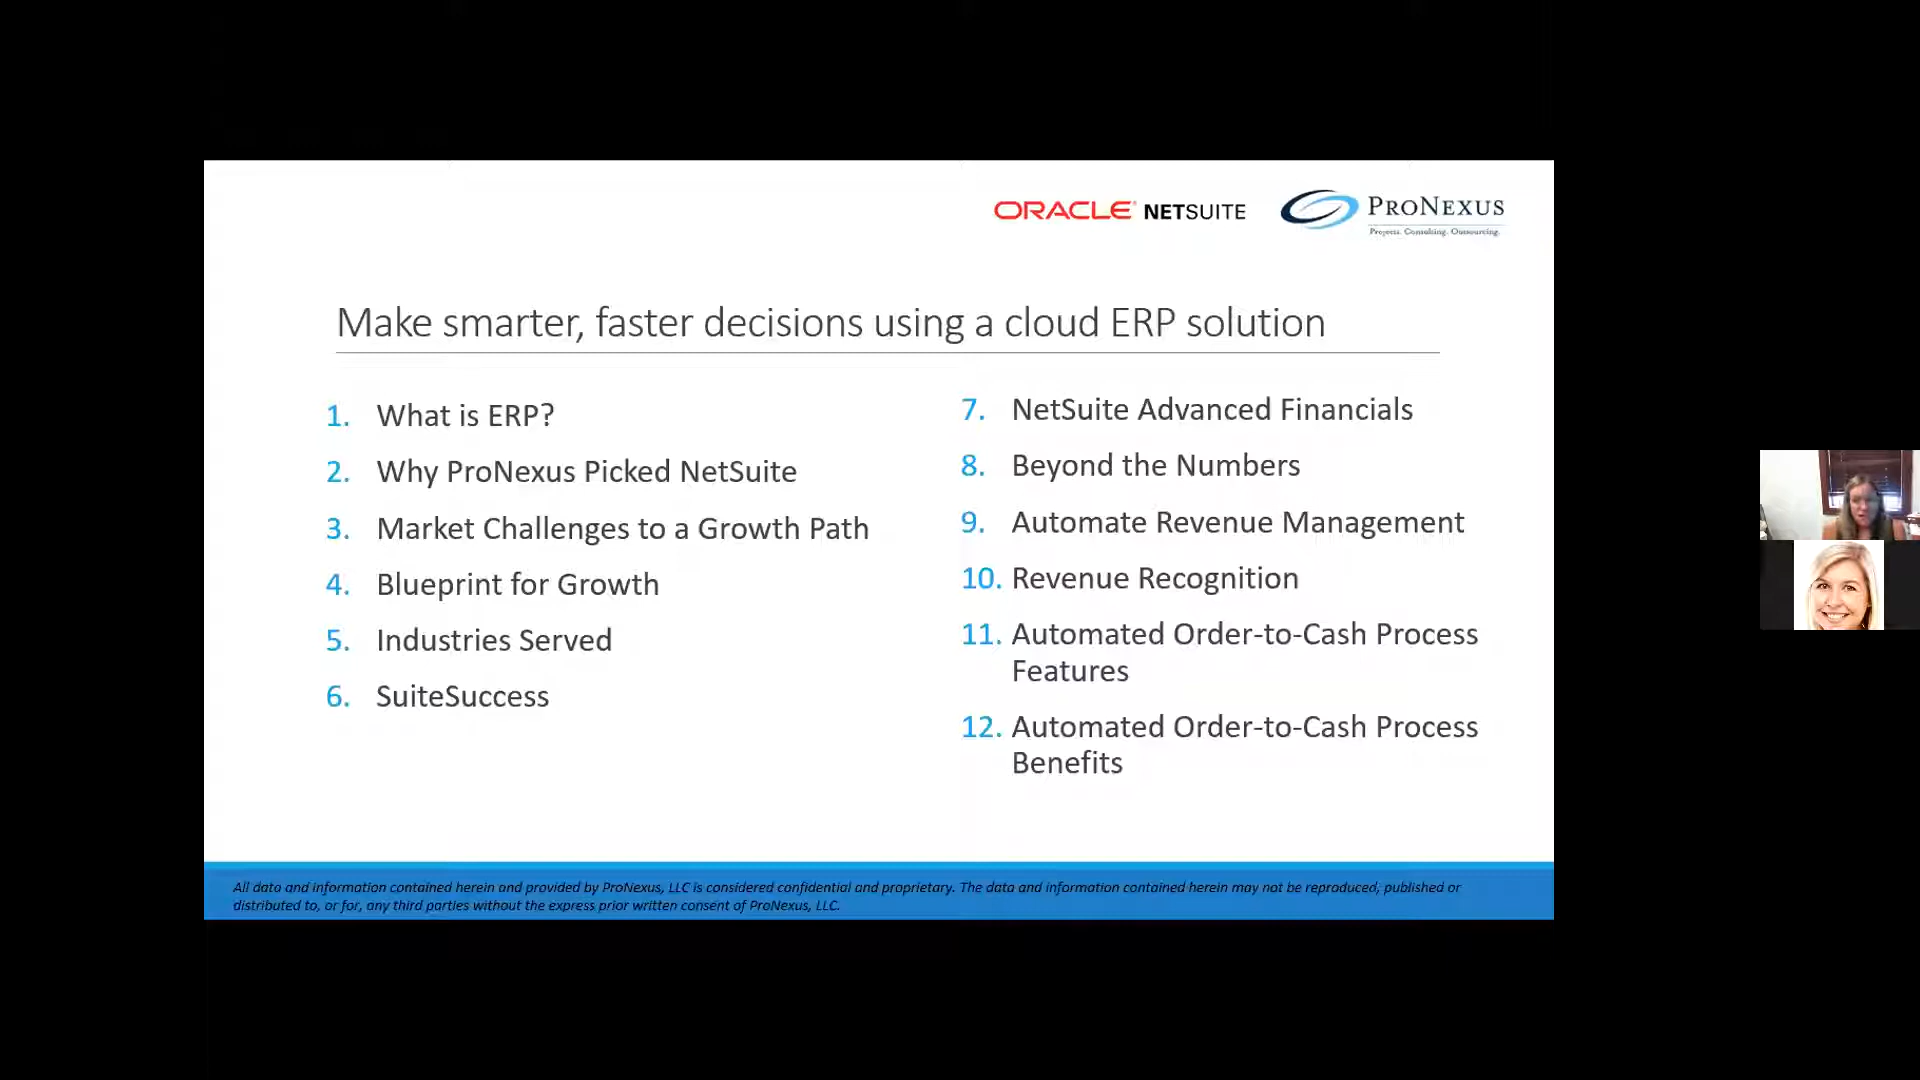 ORACLE NETSUITE
PRONEXUS
Projects. Consulting. Outsourcing.
Make smarter, faster decisions using a cloud ERP solution
1. What is ERP?
2. Why ProNexus Picked NetSuite
3. Market Challenges to a Growth Path
4. Blueprint for Growth
5. Industries Served
6. SuiteSuccess
7. NetSuite Advanced Financials
8. Beyond the Numbers
9. Automate Revenue Management
10. Revenue Recognition
11. Automated Order-to-Cash Process
Features
12. Automated Order-to-Cash Process
Benefits
All data and information contained herein and provided by ProNexus, LLC is considered confidential and proprietary. The data and information contained herein may not be reproduced, published or
distributed to, or for, any third parties without the express prior written consent of ProNexus, LLC.